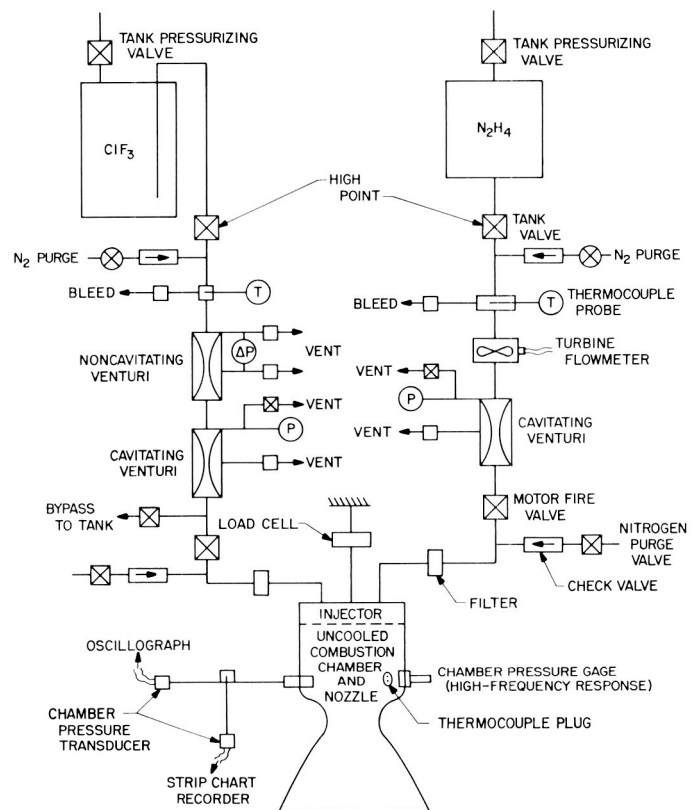 TANK PRESSURIZING
VALVE
TANK PRESSURIZING
VALVE
ClF3
N2H4
HIGH
POINT
TANK
VALVE
N2 PURGE
N2 PURGE
BLEED
T
BLEED
T
THERMOCOUPLE
PROBE
NONCAVITATING
VENTURI
ΔP
VENT
TURBINE
FLOWMETER
VENT
P
VENT
P
CAVITATING
VENTURI
VENT
VENT
CAVITATING
VENTURI
BYPASS
TO TANK
MOTOR FIRE
VALVE
LOAD CELL
NITROGEN
PURGE
VALVE
CHECK VALVE
FILTER
INJECTOR
UNCOOLED
COMBUSTION
CHAMBER
AND
NOZZLE
OSCILLOGRAPH
CHAMBER PRESSURE GAGE
(HIGH-FREQUENCY RESPONSE)
CHAMBER
PRESSURE
TRANSDUCER
THERMOCOUPLE PLUG
STRIP CHART
RECORDER